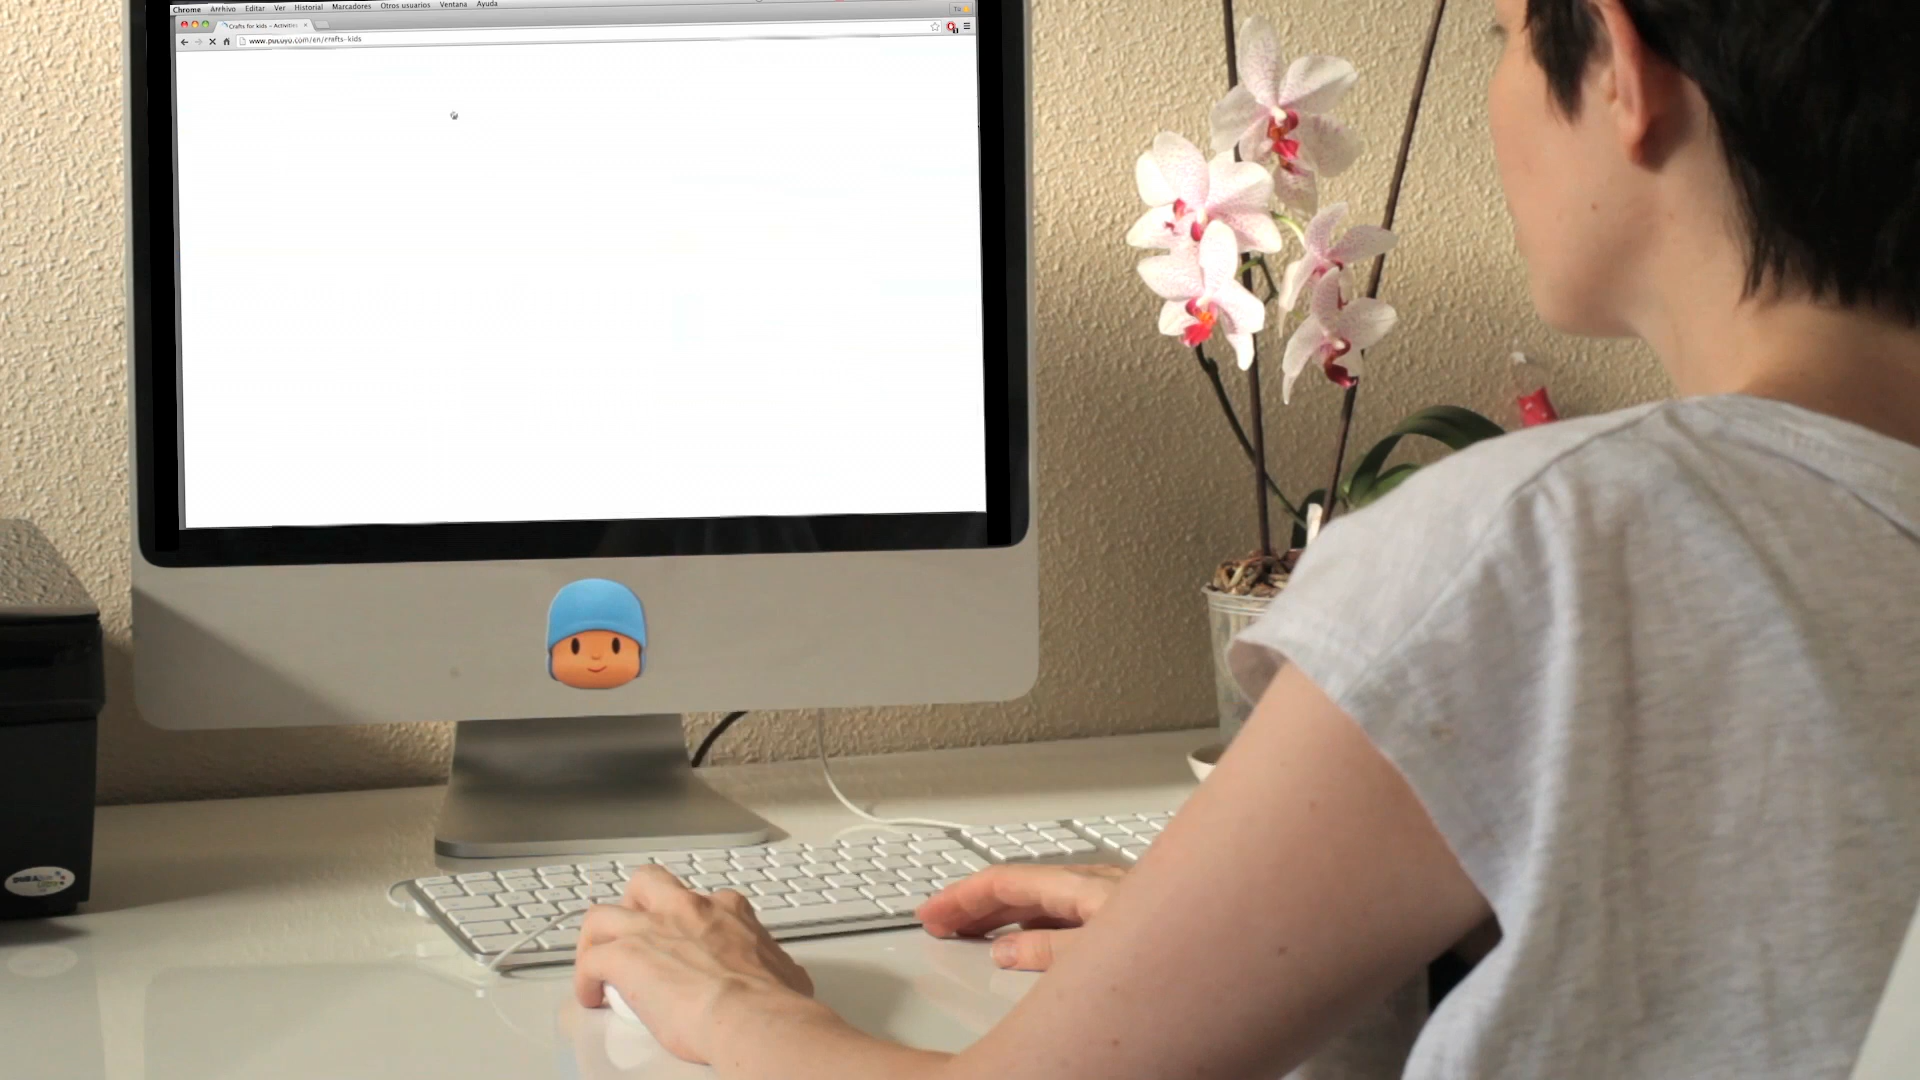 Chrome Archivo Editar Ver Historial Marcadores Otros usuarios Ventana Ayuda
Crafts for kids - Activities
www.pocoyo.com/en/crafts-kids